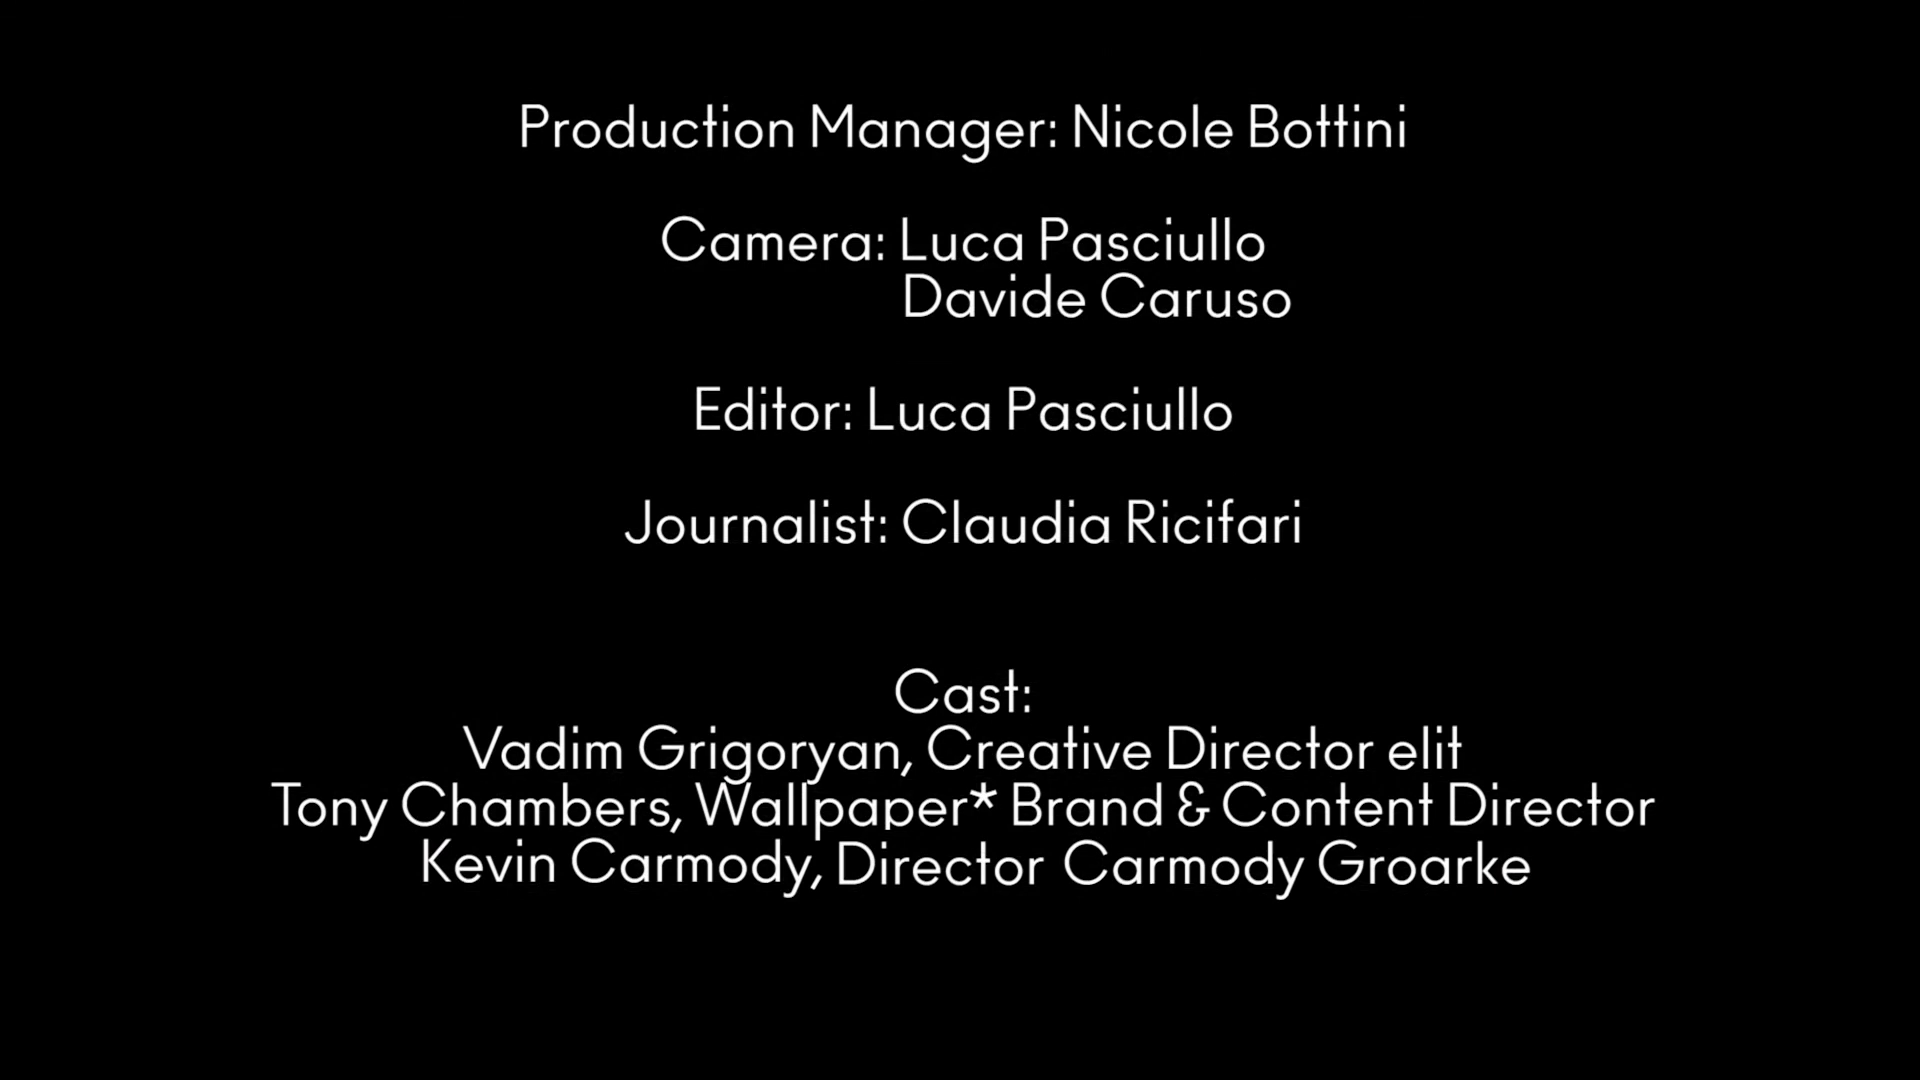 Production Manager: Nicole Bottini
Camera: Luca Pasciullo
Davide Caruso
Editor: Luca Pasciullo
Journalist: Claudia Ricifari
Cast:
Vadim Grigoryan, Creative Director elit
Tony Chambers, Wallpaper* Brand & Content Director
Kevin Carmody, Director Carmody Groarke